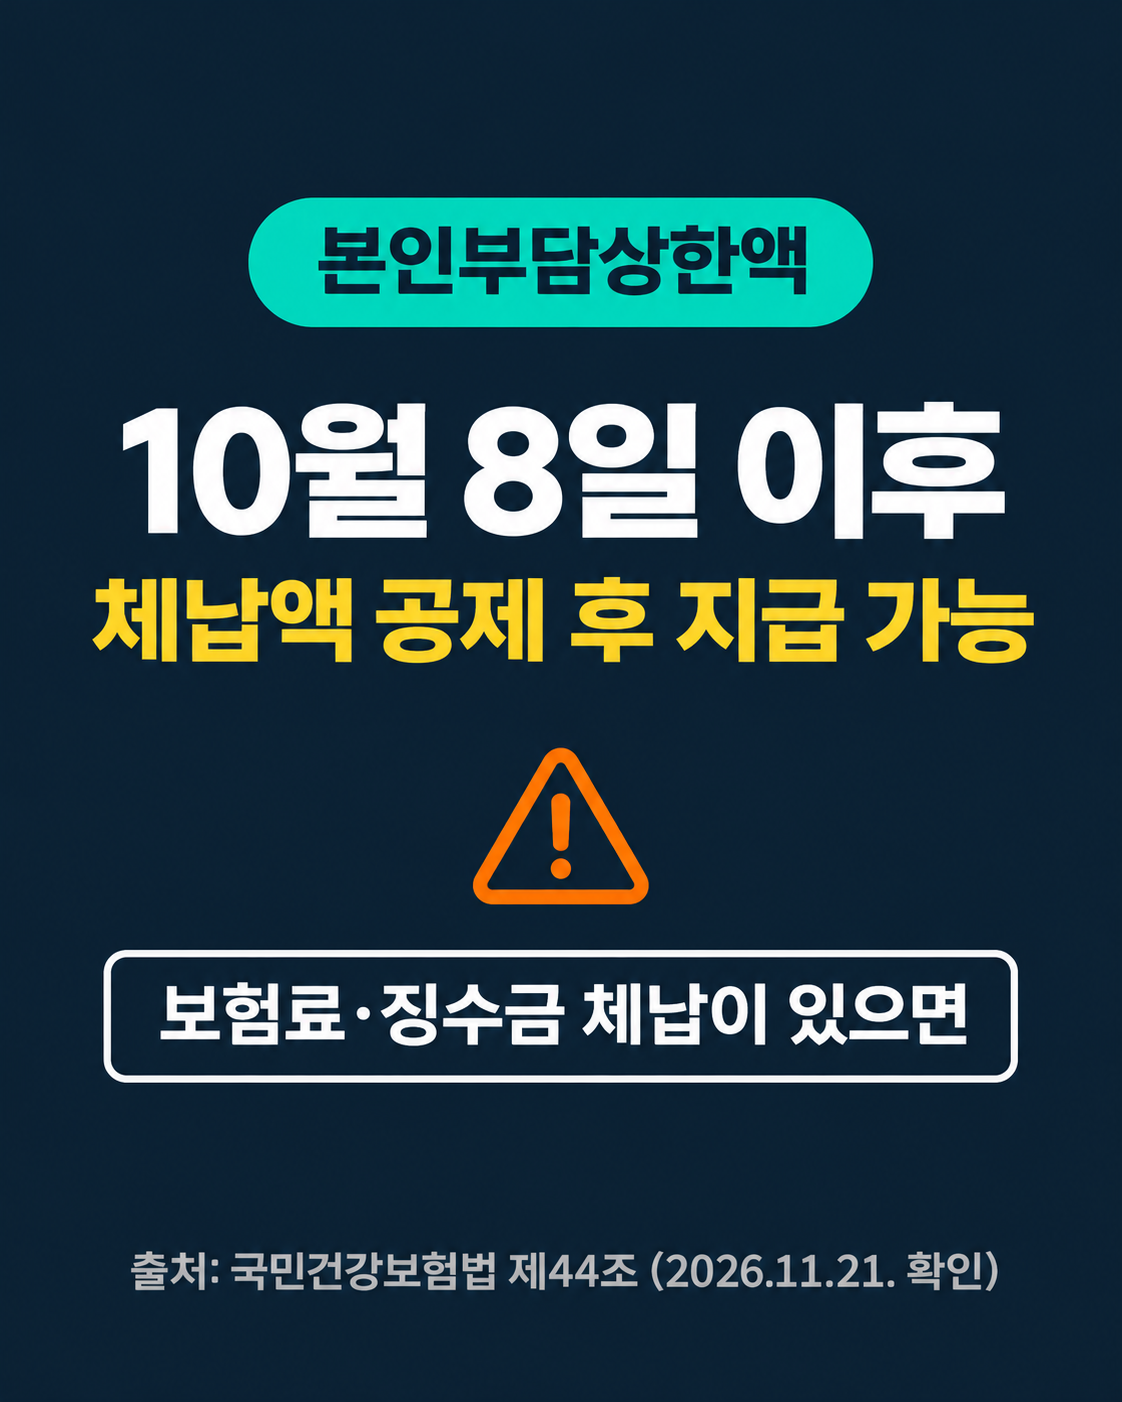 본인부담상한액
10월 8일 이후
체납액 공제 후 지급 가능
보험료·징수금 체납이 있으면
출처: 국민건강보험법 제44조 (2026.11.21. 확인)